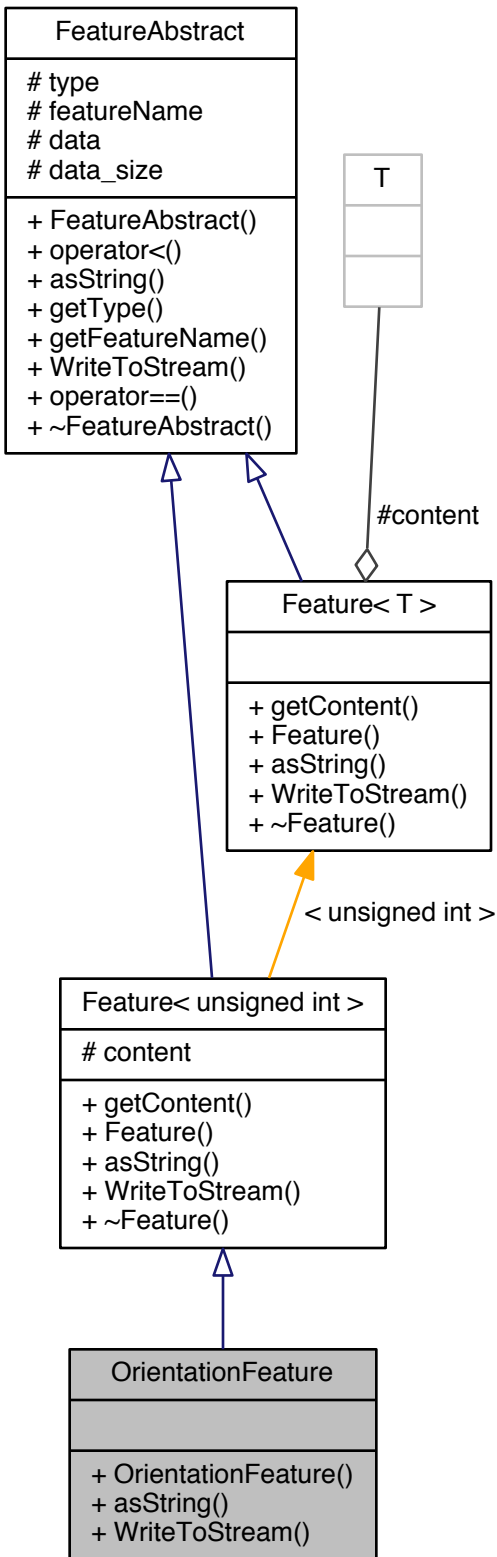 FeatureAbstract
# type
# featureName
# data
# data_size
+ FeatureAbstract()
+ operator<()
+ asString()
+ getType()
+ getFeatureName()
+ WriteToStream()
+ operator==()
+ ~FeatureAbstract()
T
#content
Feature< T >
+ getContent()
+ Feature()
+ asString()
+ WriteToStream()
+ ~Feature()
< unsigned int >
Feature< unsigned int >
# content
+ getContent()
+ Feature()
+ asString()
+ WriteToStream()
+ ~Feature()
OrientationFeature
+ OrientationFeature()
+ asString()
+ WriteToStream()